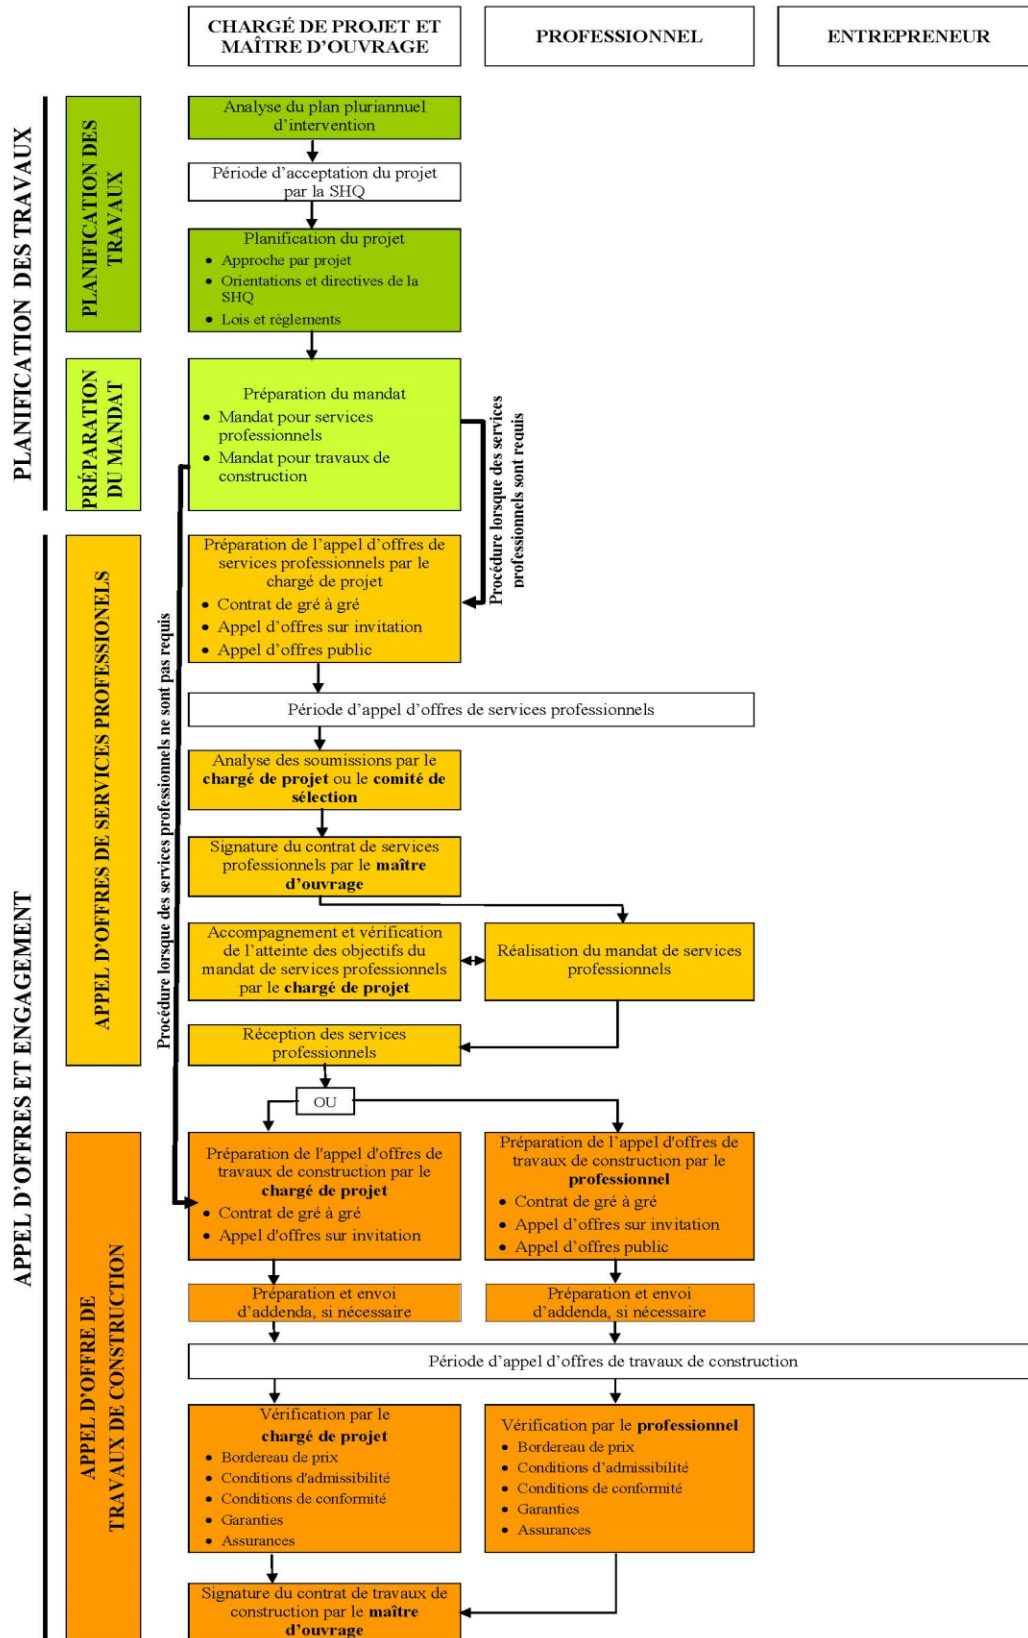 CHARGÉ DE PROJET ET
MAÎTRE D'OUVRAGE
PROFESSIONNEL
ENTREPRENEUR
PLANIFICATION DES TRAVAUX
PLANIFICATION DES
TRAVAUX
Analyse du plan pluriannuel
d'intervention
Période d'acceptation du projet
par la SHQ
Planification du projet
• Approche par projet
• Orientations et directives de la
SHQ
• Lois et règlements
PRÉPARATION
DU MANDAT
Préparation du mandat
• Mandat pour services
professionnels
• Mandat pour travaux de
construction
Procédure lorsque des services
professionnels sont requis
Procédure lorsque des services professionnels ne sont pas requis
APPEL D'OFFRES ET ENGAGEMENT
APPEL D'OFFRES DE SERVICES PROFESSIONELS
Préparation de l'appel d'offres de
services professionnels par le
chargé de projet
• Contrat de gré à gré
• Appel d'offres sur invitation
• Appel d'offres public
Période d'appel d'offres de services professionnels
Analyse des soumissions par le
chargé de projet ou le comité de
sélection
Signature du contrat de services
professionnels par le maître
d'ouvrage
Accompagnement et vérification
de l'atteinte des objectifs du
mandat de services professionnels
par le chargé de projet
Réalisation du mandat de services
professionnels
Réception des services
professionnels
OU
APPEL D'OFFRE DE
TRAVAUX DE CONSTRUCTION
Préparation de l'appel d'offres de
travaux de construction par le
chargé de projet
• Contrat de gré à gré
• Appel d'offres sur invitation
Préparation de l'appel d'offres de
travaux de construction par le
professionnel
• Contrat de gré à gré
• Appel d'offres sur invitation
• Appel d'offres public
Préparation et envoi
d'addenda, si nécessaire
Préparation et envoi
d'addenda, si nécessaire
Période d'appel d'offres de travaux de construction
Vérification par le
chargé de projet
• Bordereau de prix
• Conditions d'admissibilité
• Conditions de conformité
• Garanties
• Assurances
Vérification par le professionnel
• Bordereau de prix
• Conditions d'admissibilité
• Conditions de conformité
• Garanties
• Assurances
Signature du contrat de travaux de
construction par le maître
d'ouvrage